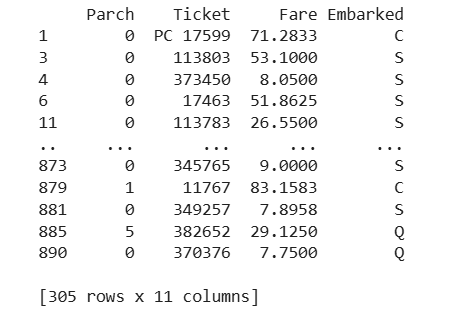 Parch Ticket Fare Embarked
1 0 PC 17599 71.2833 C
3 0 113803 53.1000 S
4 0 373450 8.0500 S
6 0 17463 51.8625 S
11 0 113783 26.5500 S
.. ... ... ... ...
873 0 345765 9.0000 S
879 1 11767 83.1583 C
881 0 349257 7.8958 S
885 5 382652 29.1250 Q
890 0 370376 7.7500 Q
[305 rows x 11 columns]